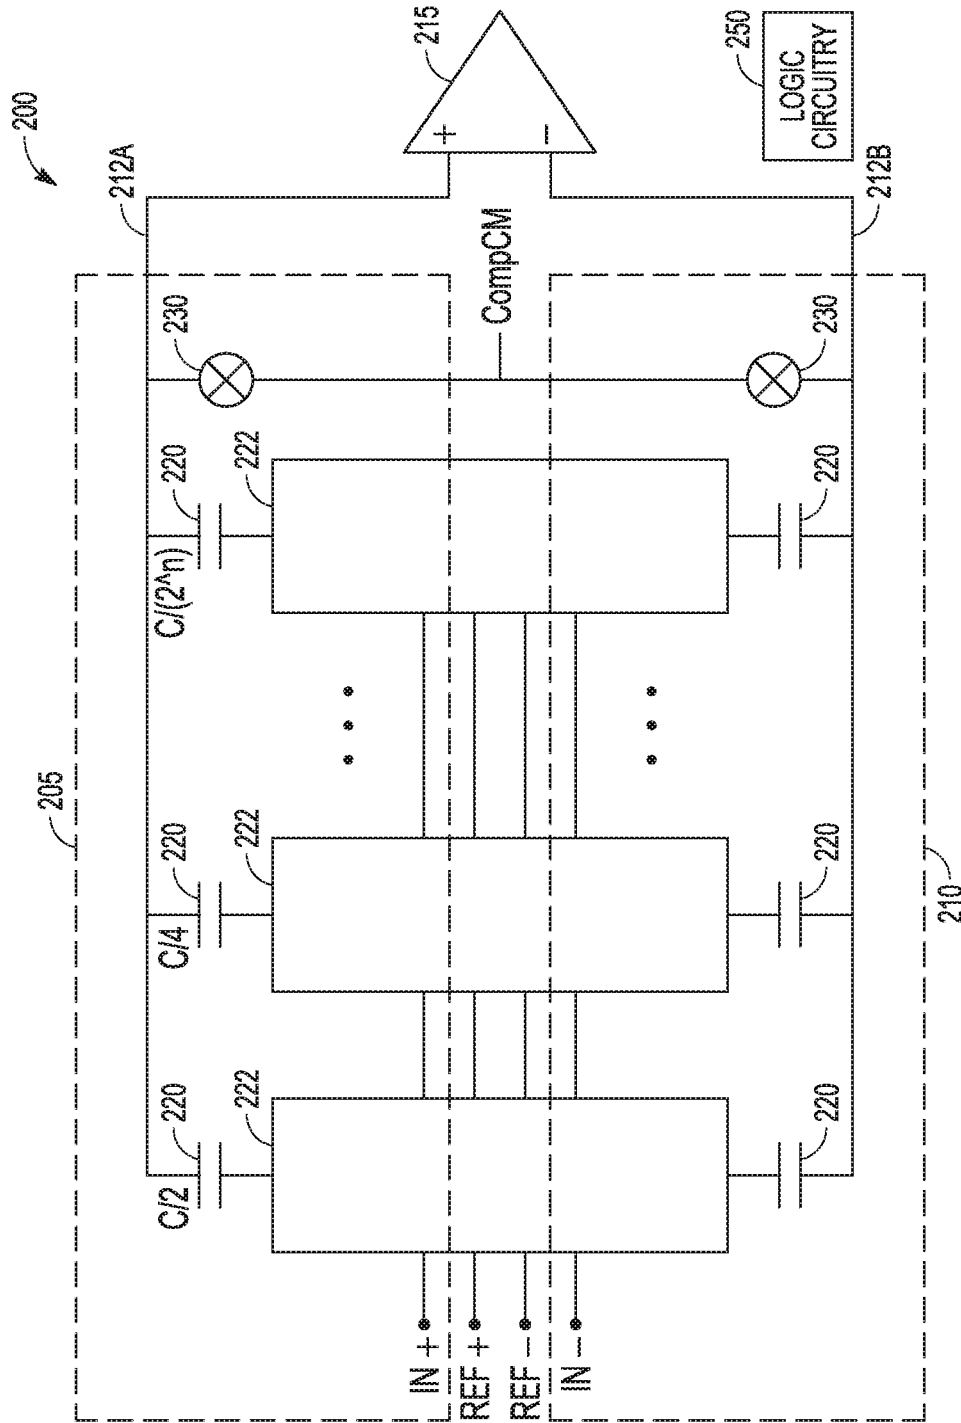 200
205
212A
C/2
220
C/4
220
C/(2^n)
220
230
222
222
222
IN +
215
+
REF +
CompCM
REF −
−
IN −
250
LOGIC
CIRCUITRY
220
220
220
230
212B
210